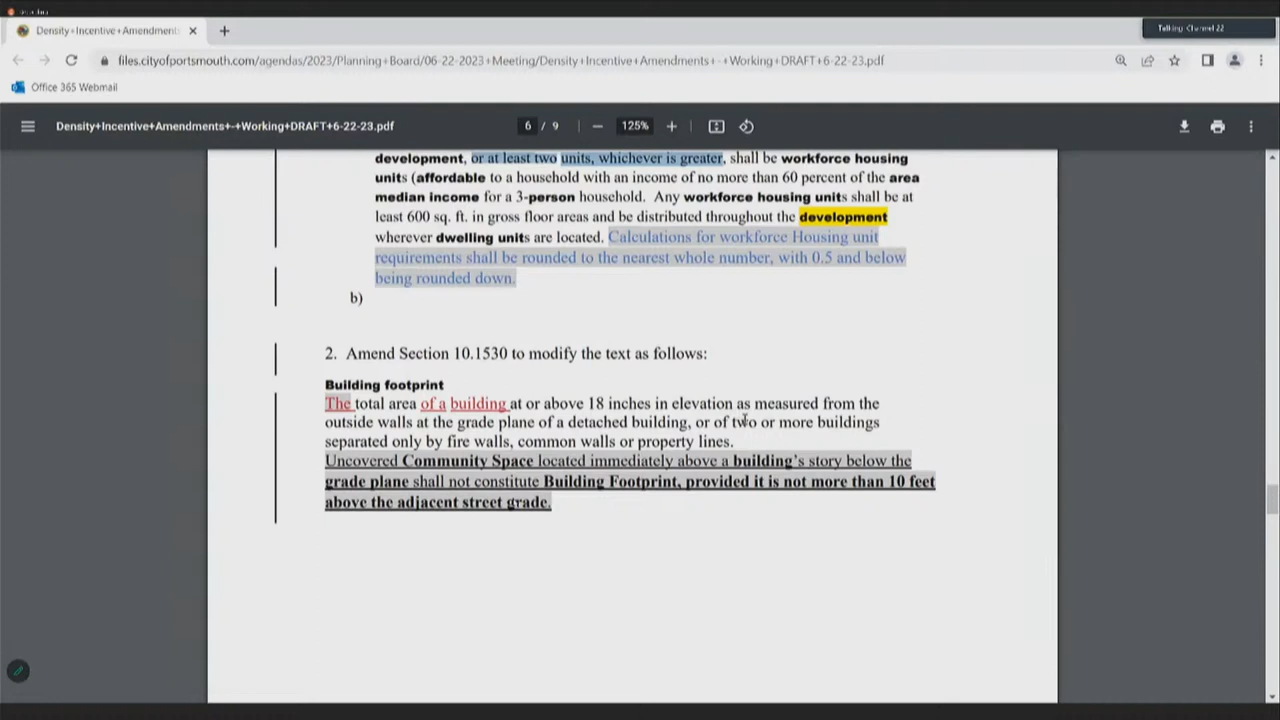 Density+Incentive+Amendment:
Talking Channel 22
files.cityofportsmouth.com/agendas/2023/Planning+Board/06-22-2023+Meeting/Density+Incentive+Amendments+-+Working+DRAFT+6-22-23.pdf
Office 365 Webmail
Density+Incentive+Amendments+-+Working+DRAFT+6-22-23.pdf
6 / 9
125%
development, or at least two units, whichever is greater, shall be workforce housing
units (affordable to a household with an income of no more than 60 percent of the area
median income for a 3-person household. Any workforce housing units shall be at
least 600 sq. ft. in gross floor areas and be distributed throughout the development
wherever dwelling units are located. Calculations for workforce Housing unit
requirements shall be rounded to the nearest whole number, with 0.5 and below
being rounded down.
b)
2. Amend Section 10.1530 to modify the text as follows:
Building footprint
The total area of a building at or above 18 inches in elevation as measured from the
outside walls at the grade plane of a detached building, or of two or more buildings
separated only by fire walls, common walls or property lines.
Uncovered Community Space located immediately above a building's story below the
grade plane shall not constitute Building Footprint, provided it is not more than 10 feet
above the adjacent street grade.